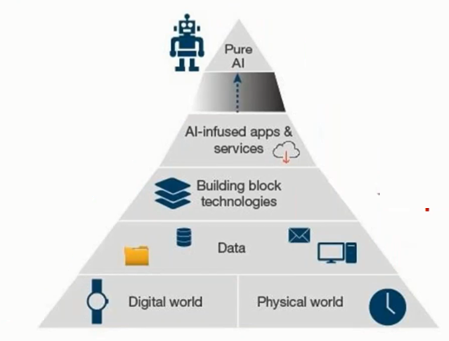 Pure
AI
AI-infused apps &
services
Building block
technologies
Data
Digital world
Physical world